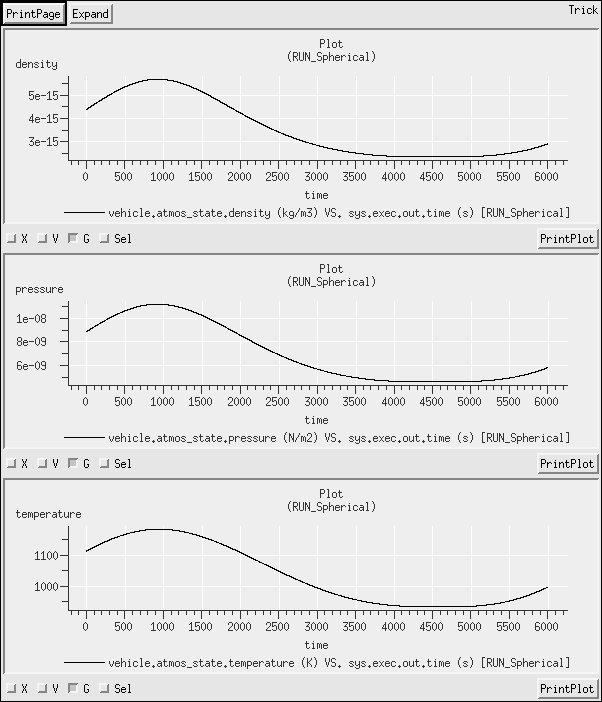 PrintPage Expand Trick
Plot
(RUN_Spherical)
density
5e-15
4e-15
3e-15
0 500 1000 1500 2000 2500 3000 3500 4000 4500 5000 5500 6000
time
vehicle.atmos_state.density (kg/m3) VS. sys.exec.out.time (s) [RUN_Spherical]
X V G Sel PrintPlot
Plot
(RUN_Spherical)
pressure
1e-08
8e-09
6e-09
0 500 1000 1500 2000 2500 3000 3500 4000 4500 5000 5500 6000
time
vehicle.atmos_state.pressure (N/m2) VS. sys.exec.out.time (s) [RUN_Spherical]
X V G Sel PrintPlot
Plot
(RUN_Spherical)
temperature
1100
1000
0 500 1000 1500 2000 2500 3000 3500 4000 4500 5000 5500 6000
time
vehicle.atmos_state.temperature (K) VS. sys.exec.out.time (s) [RUN_Spherical]
X V G Sel PrintPlot